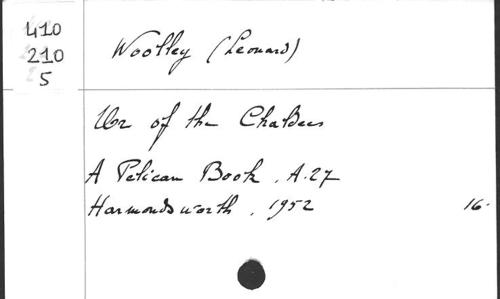 410
210
5
Woolley (Leonard)
Ur of the Chaldees
A Pelican Book, A.27
Harmondsworth, 1952 16.